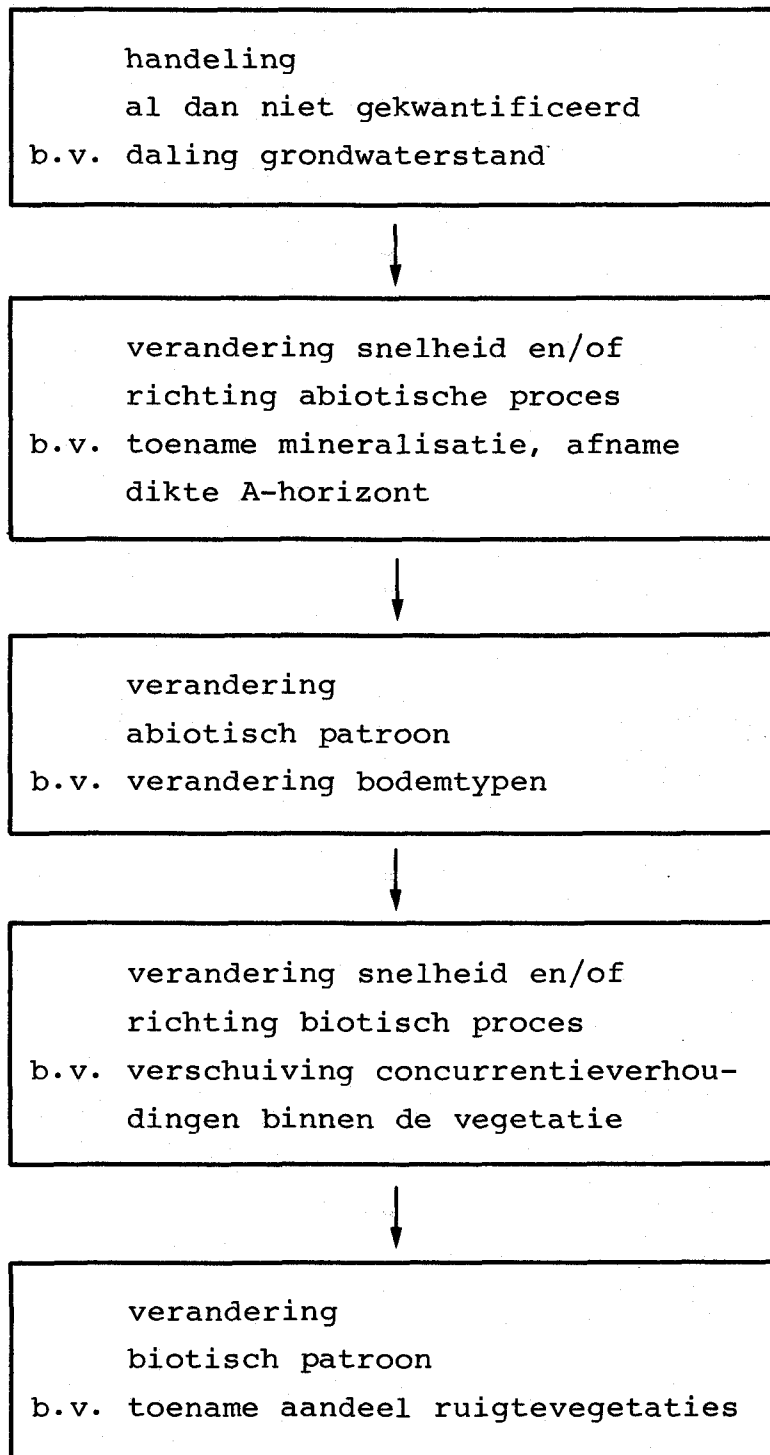 handeling
al dan niet gekwantificeerd
b.v. daling grondwaterstand
verandering snelheid en/of
richting abiotische proces
b.v. toename mineralisatie, afname
dikte A-horizont
verandering
abiotisch patroon
b.v. verandering bodemtypen
verandering snelheid en/of
richting biotisch proces
b.v. verschuiving concurrentieverhou-
dingen binnen de vegetatie
verandering
biotisch patroon
b.v. toename aandeel ruigtevegetaties